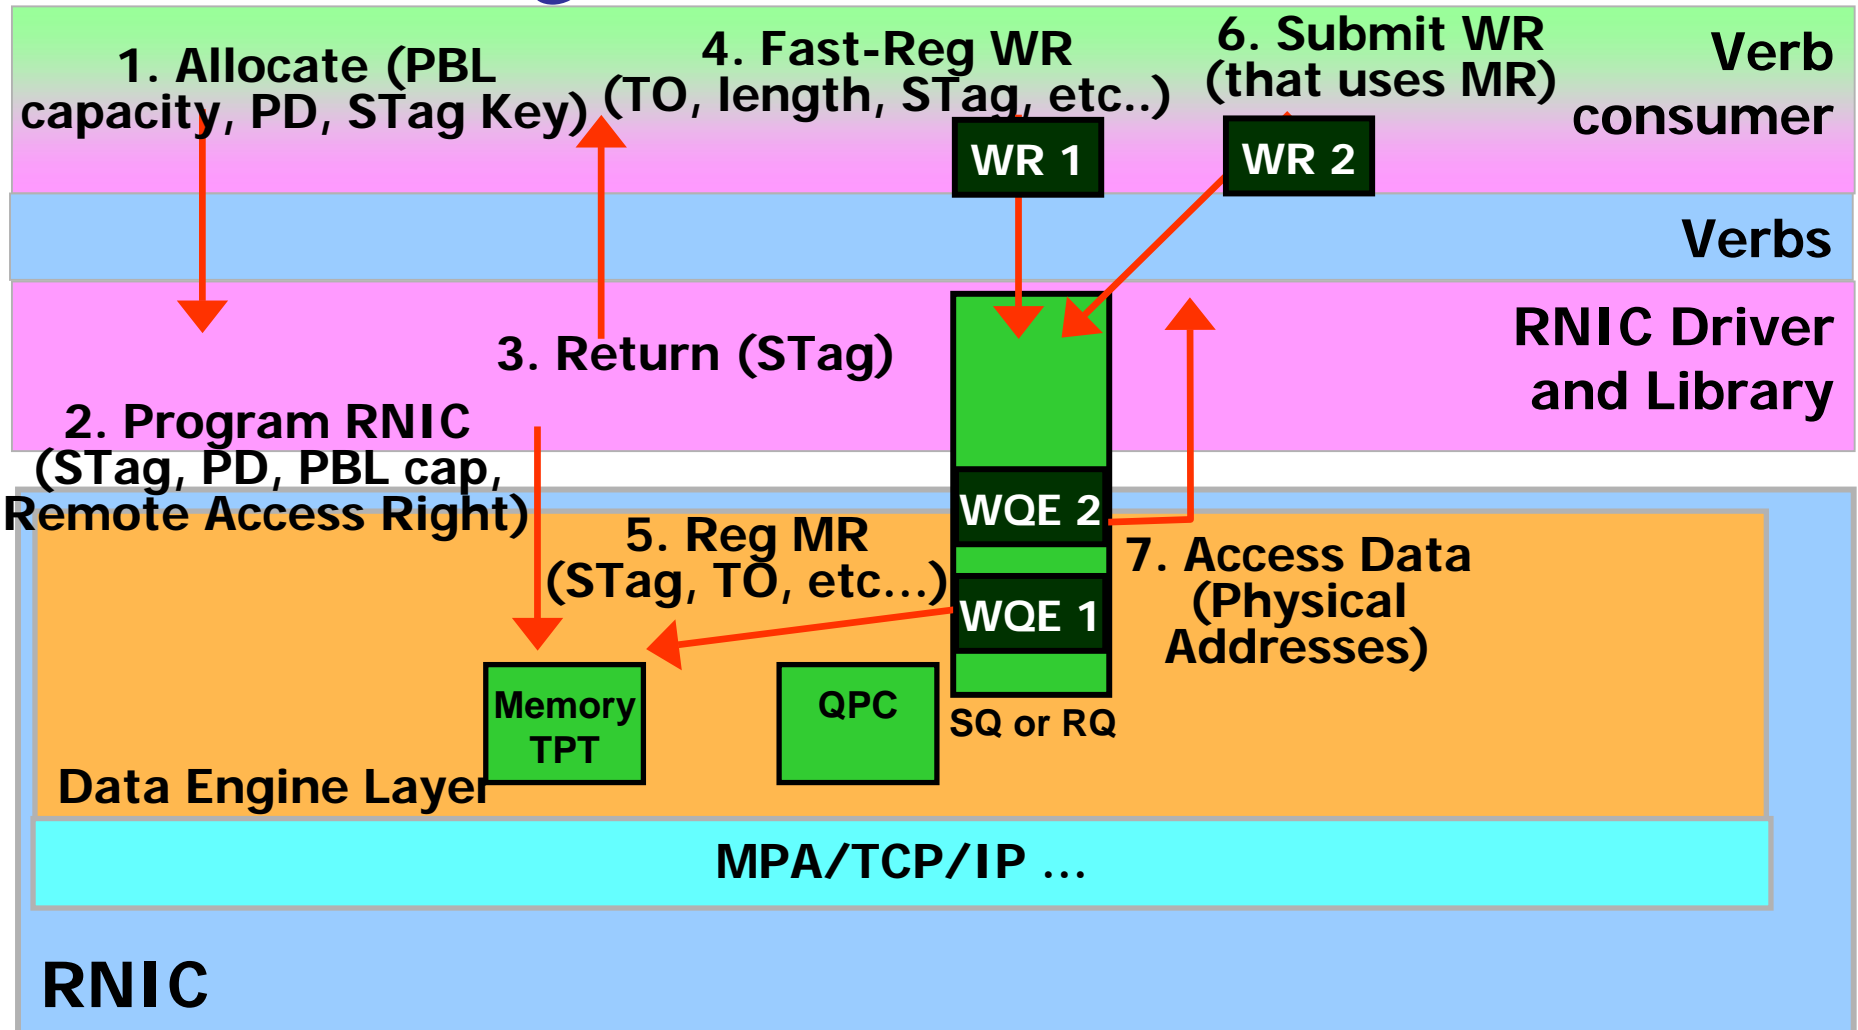 1. Allocate (PBL
capacity, PD, STag Key)
4. Fast-Reg WR
(TO, length, STag, etc..)
6. Submit WR
(that uses MR)
Verb
consumer
WR 1
WR 2
Verbs
RNIC Driver
and Library
3. Return (STag)
2. Program RNIC
(STag, PD, PBL cap,
Remote Access Right)
WQE 2
5. Reg MR
(STag, TO, etc...)
7. Access Data
(Physical
Addresses)
WQE 1
Memory
TPT
QPC
SQ or RQ
Data Engine Layer
MPA/TCP/IP ...
RNIC